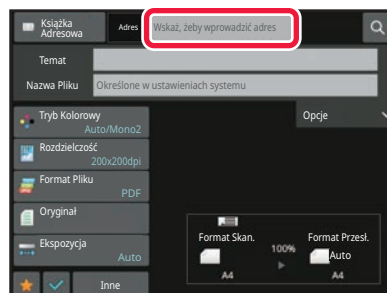 Książka
Adresowa
Adres
Wskaż, żeby wprowadzić adres
Temat
Nazwa Pliku
Określone w ustawieniach systemu
Tryb Kolorowy
Auto/Mono2
Opcje
Rozdzielczość
200x200dpi
Format Pliku
PDF
Oryginał
Ekspozycja
Auto
Format Skan.
100%
Format Przesł.
Auto
A4
A4
Inne